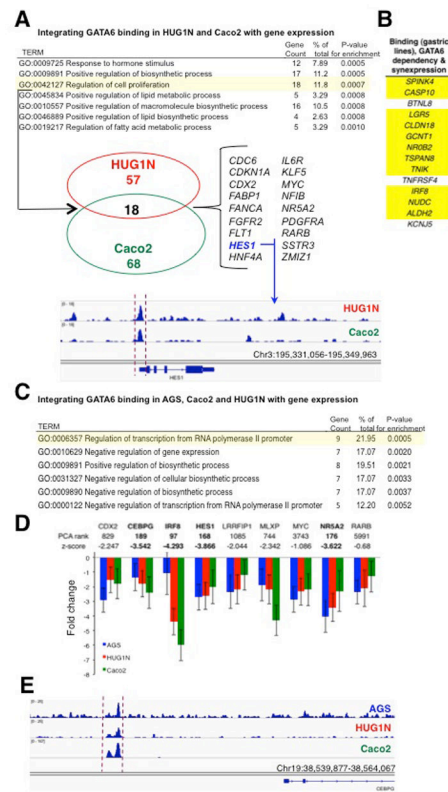 A
Integrating GATA6 binding in HUG1N and Caco2 with gene expression
TERM Gene Count % of total P-value for enrichment
GO:0009725 Response to hormone stimulus 12 7.89 0.0005
GO:0009891 Positive regulation of biosynthetic process 17 11.2 0.0005
GO:0042127 Regulation of cell proliferation 18 11.8 0.0007
GO:0045834 Positive regulation of lipid metabolic process 5 3.29 0.0008
GO:0010557 Positive regulation of macromolecule biosynthetic process 16 10.5 0.0008
GO:0046889 Positive regulation of lipid biosynthetic process 4 2.63 0.0008
GO:0019217 Regulation of fatty acid metabolic process 5 3.29 0.0010
HUG1N
57
18
Caco2
68
CDC6 IL6R
CDKN1A KLF5
CDX2 MYC
FABP1 NFIB
FANCA NR5A2
FGFR2 PDGFRA
FLT1 RARB
HES1 SSTR3
HNF4A ZMIZ1
HUG1N
Caco2
Chr3:195,331,056-195,349,963
HES1
B
Binding (gastric
lines), GATA6
dependency &
synexpression
SPINK4
CASP10
BTNL8
LGR5
CLDN18
GCNT1
NR0B2
TSPAN8
TNIK
TNFRSF4
IRF8
NUDC
ALDH2
KCNJ5
C
Integrating GATA6 binding in AGS, Caco2 and HUG1N with gene expression
TERM Gene Count % of total P-value for enrichment
GO:0006357 Regulation of transcription from RNA polymerase II promoter 9 21.95 0.0005
GO:0010629 Negative regulation of gene expression 7 17.07 0.0020
GO:0009891 Positive regulation of biosynthetic process 8 19.51 0.0021
GO:0031327 Negative regulation of cellular biosynthetic process 7 17.07 0.0033
GO:0009890 Negative regulation of biosynthetic process 7 17.07 0.0037
GO:0000122 Negative regulation of transcription from RNA polymerase II promoter 5 12.20 0.0052
D
CDX2 CEBPG IRF8 HES1 LRRFIP1 MLXP MYC NR5A2 RARB
PCA rank 829 189 97 168 1085 744 3743 176 5991
z-score -2.247 -3.542 -4.293 -3.866 -2.044 -2.342 -1.086 -3.622 -0.68
Fold change
0
-1
-2
-3
-4
-5
-6
-7
-8
AGS
HUG1N
Caco2
E
AGS
HUG1N
Caco2
Chr19:38,539,877-38,564,067
CEBPG